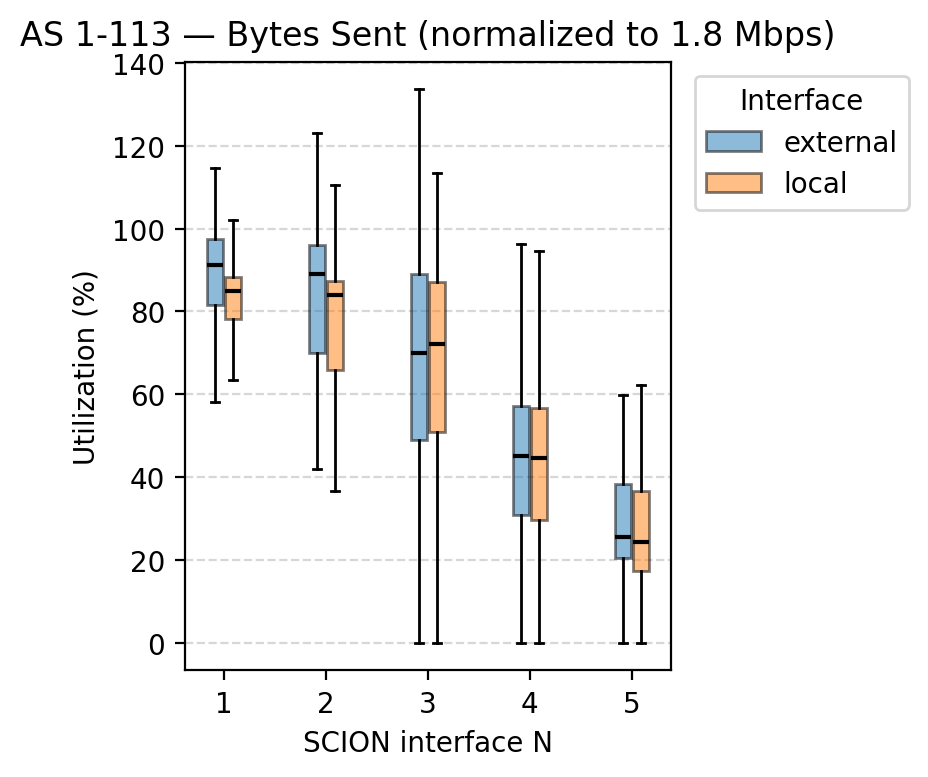 AS 1-113 — Bytes Sent (normalized to 1.8 Mbps)
Interface
external
local
Utilization (%)
140
120
100
80
60
40
20
0
1 2 3 4 5
SCION interface N